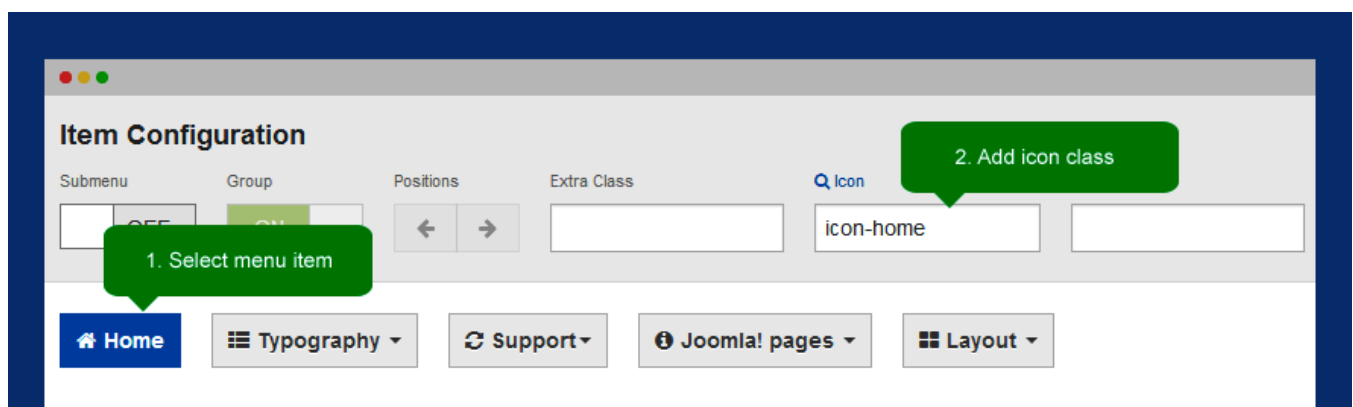 Item Configuration
2. Add icon class
Submenu Group Positions Extra Class Icon
OFF ON icon-home
1. Select menu item
Home Typography Support Joomla! pages Layout